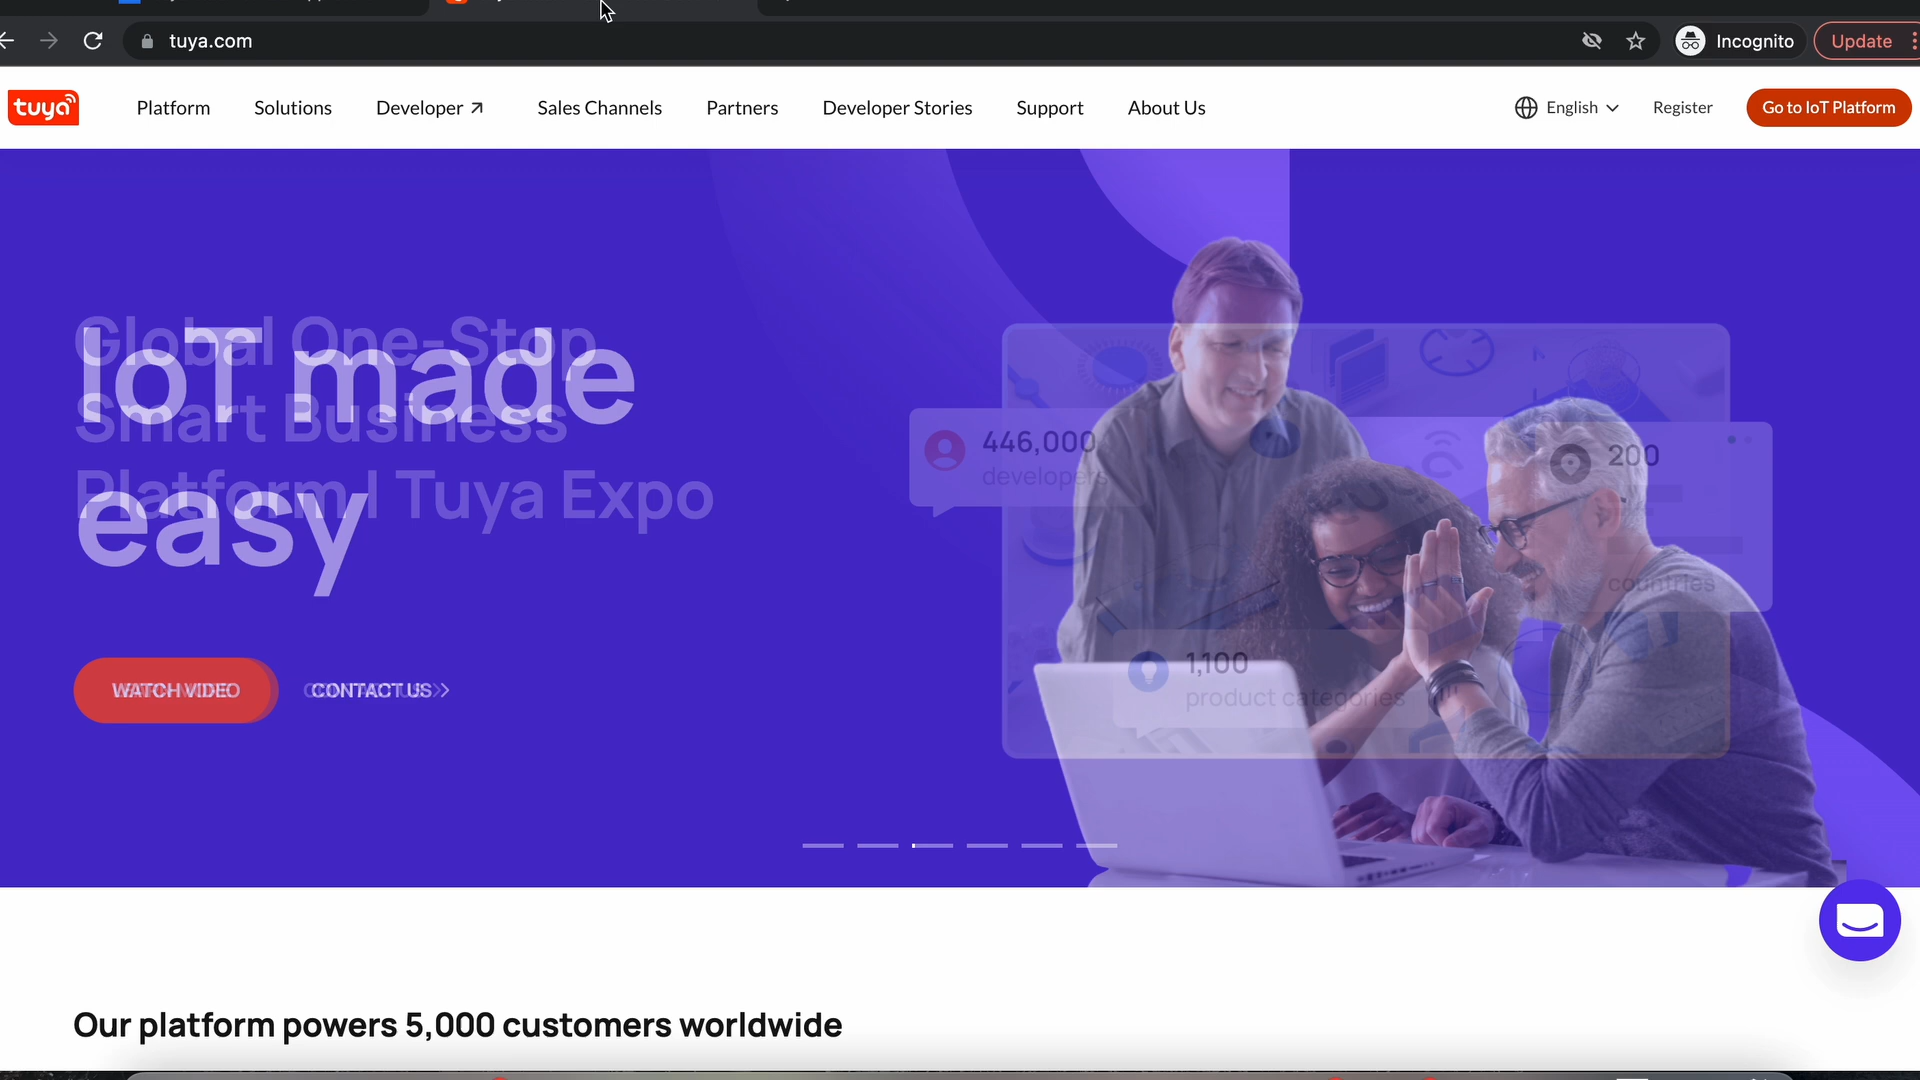 tuya.com
Incognito
Update
tuya
Platform
Solutions
Developer
Sales Channels
Partners
Developer Stories
Support
About Us
English
Register
Go to IoT Platform
Global One-Stop
Smart Business
Platform | Tuya Expo
IoT made
easy
446,000
developers
200
countries
1,100
product categories
WATCH VIDEO
CONTACT US
Our platform powers 5,000 customers worldwide